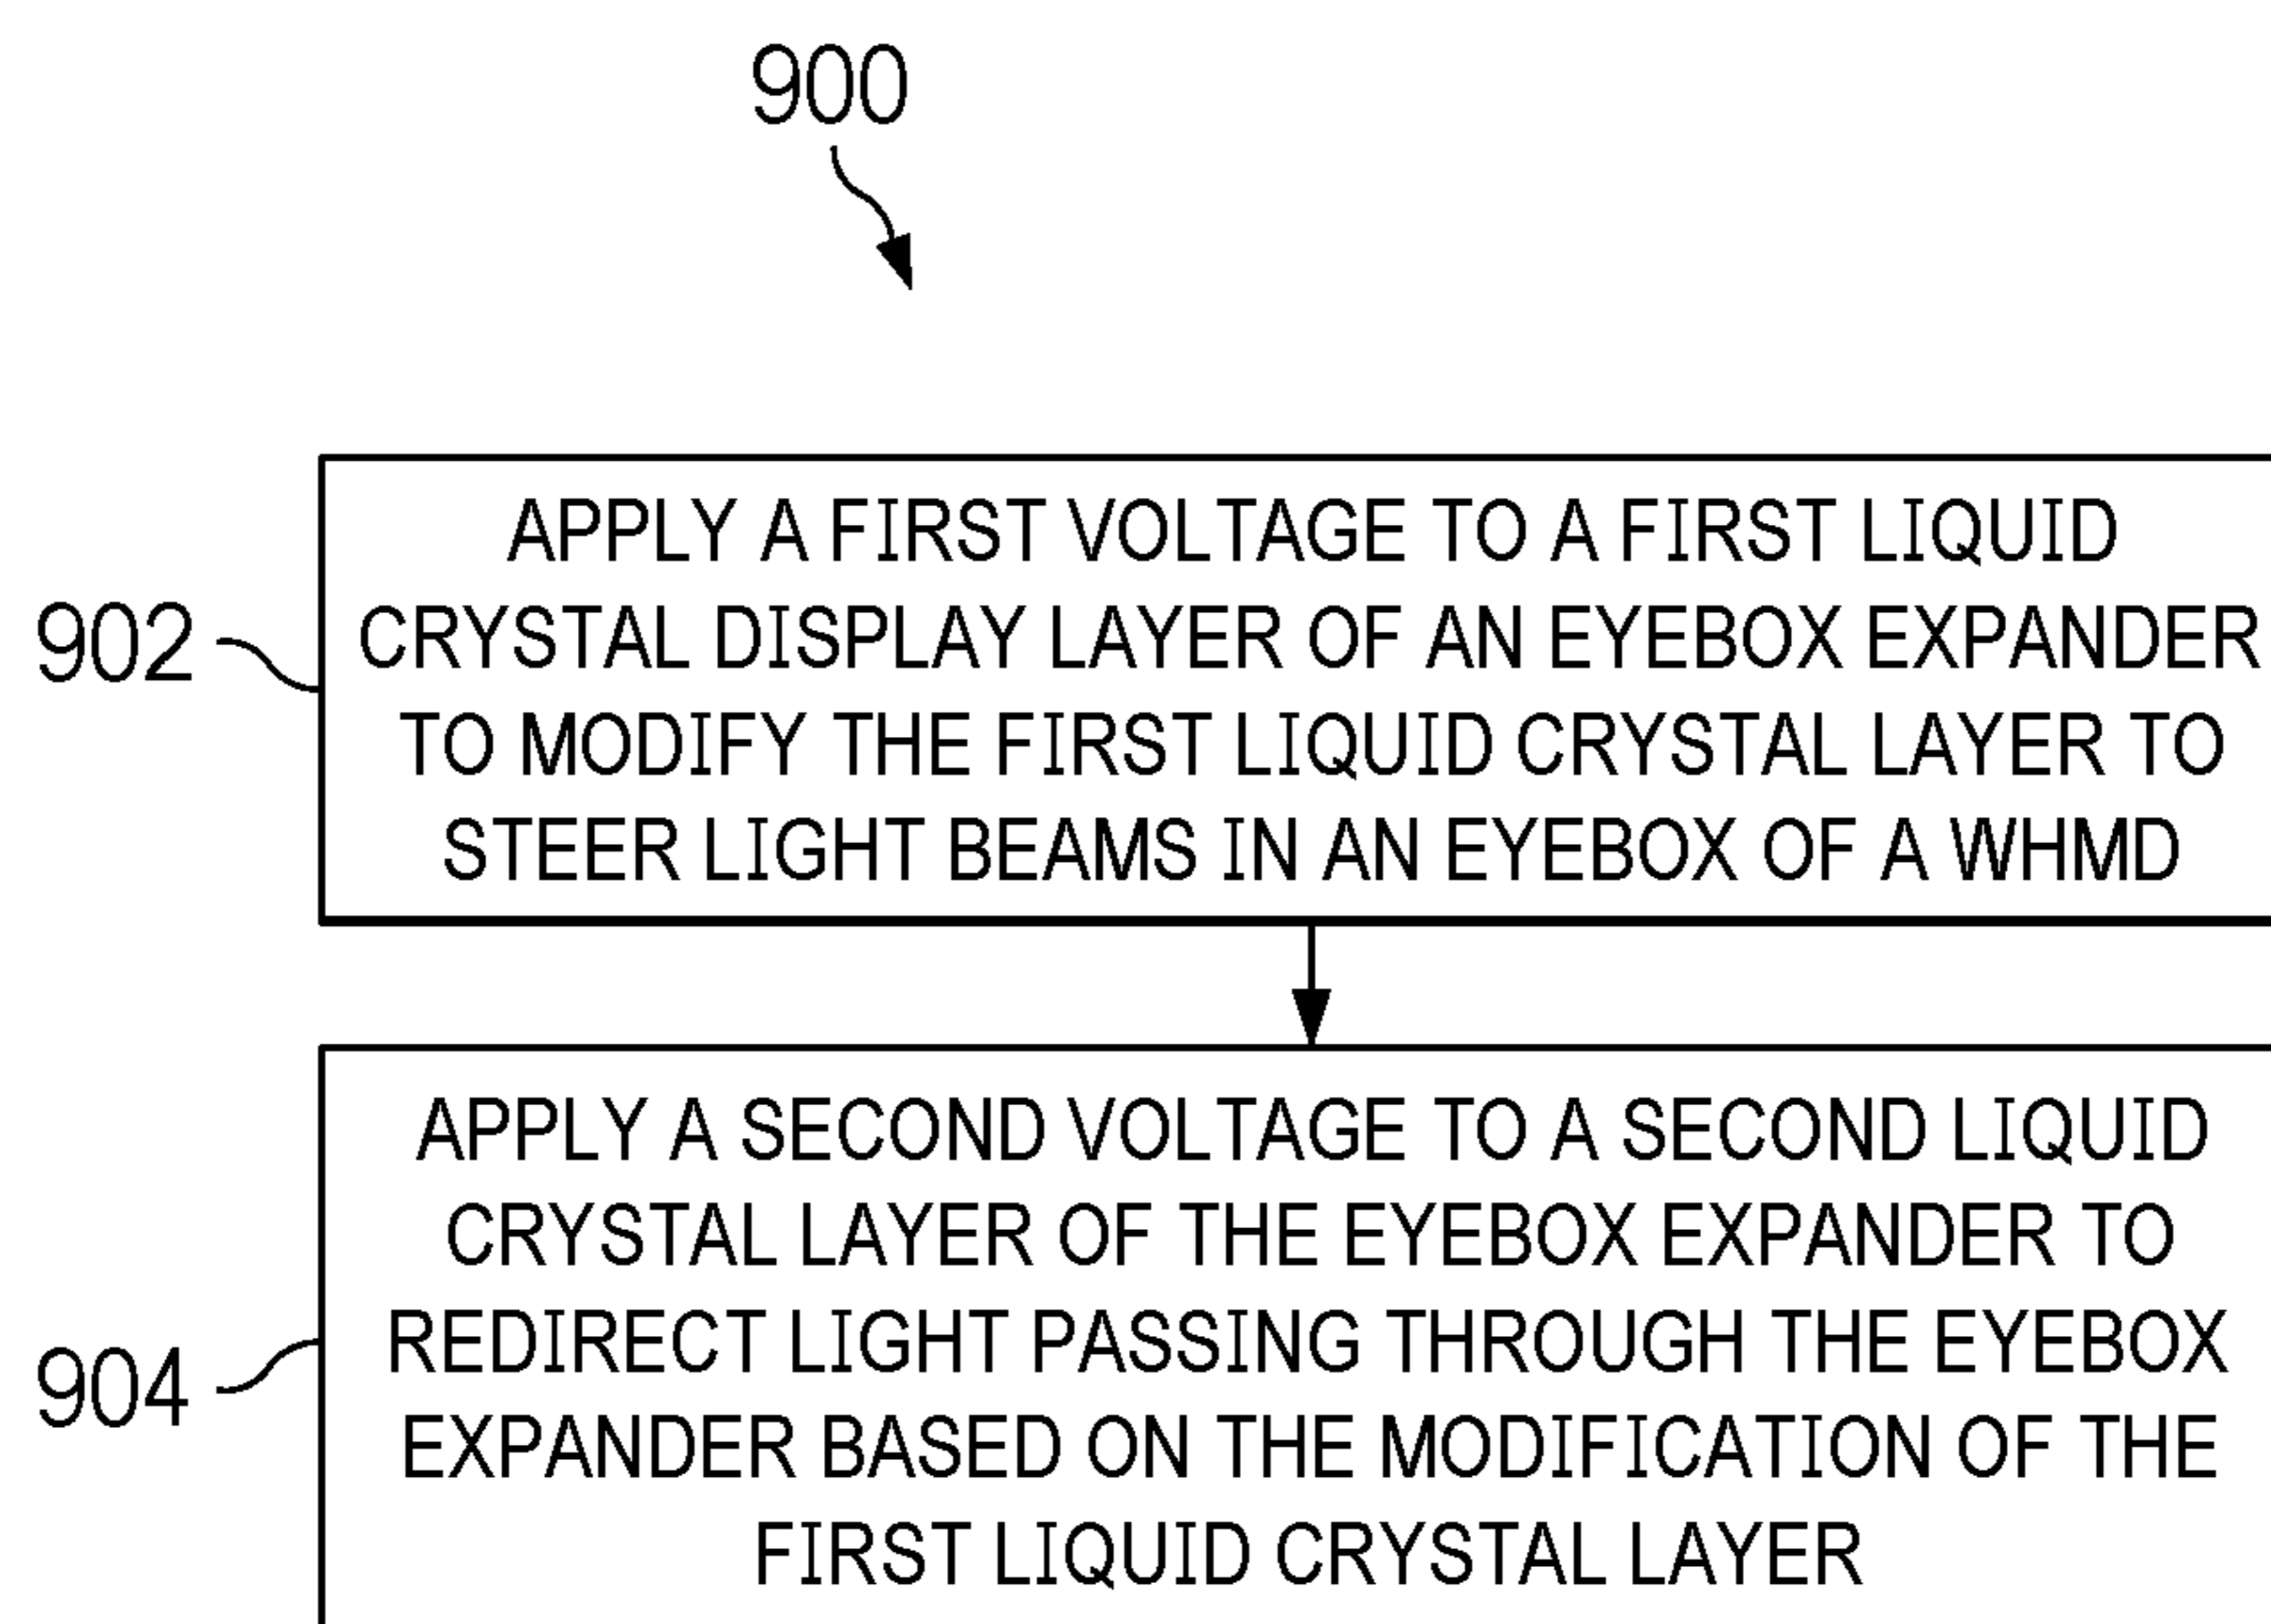 900
902
APPLY A FIRST VOLTAGE TO A FIRST LIQUID
CRYSTAL DISPLAY LAYER OF AN EYEBOX EXPANDER
TO MODIFY THE FIRST LIQUID CRYSTAL LAYER TO
STEER LIGHT BEAMS IN AN EYEBOX OF A WHMD
904
APPLY A SECOND VOLTAGE TO A SECOND LIQUID
CRYSTAL LAYER OF THE EYEBOX EXPANDER TO
REDIRECT LIGHT PASSING THROUGH THE EYEBOX
EXPANDER BASED ON THE MODIFICATION OF THE
FIRST LIQUID CRYSTAL LAYER